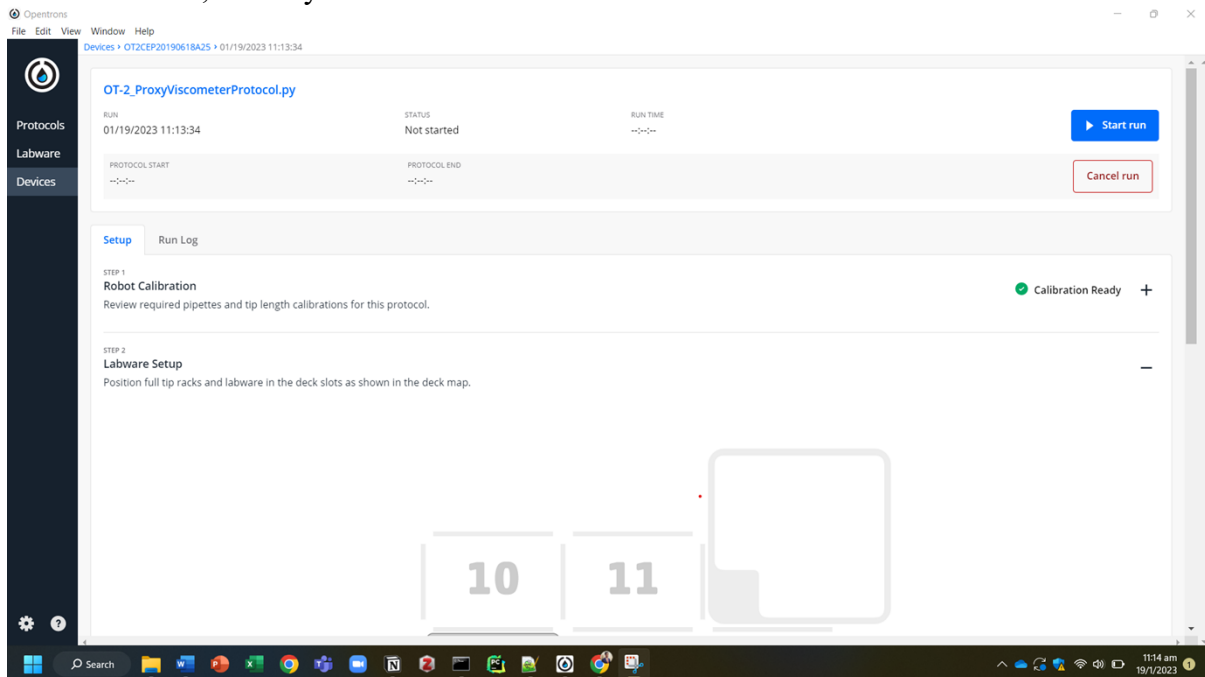 Opentrons
File Edit View Window Help
Devices › OT2CEP20190618A25 › 01/19/2023 11:13:34
OT-2_ProxyViscometerProtocol.py
RUN
01/19/2023 11:13:34
STATUS
Not started
RUN TIME
--:--:--
Start run
PROTOCOL START
--:--:--
PROTOCOL END
--:--:--
Cancel run
Protocols
Labware
Devices
Setup Run Log
STEP 1
Robot Calibration
Review required pipettes and tip length calibrations for this protocol.
Calibration Ready
STEP 2
Labware Setup
Position full tip racks and labware in the deck slots as shown in the deck map.
10 11
Search
11:14 am
19/1/2023
1